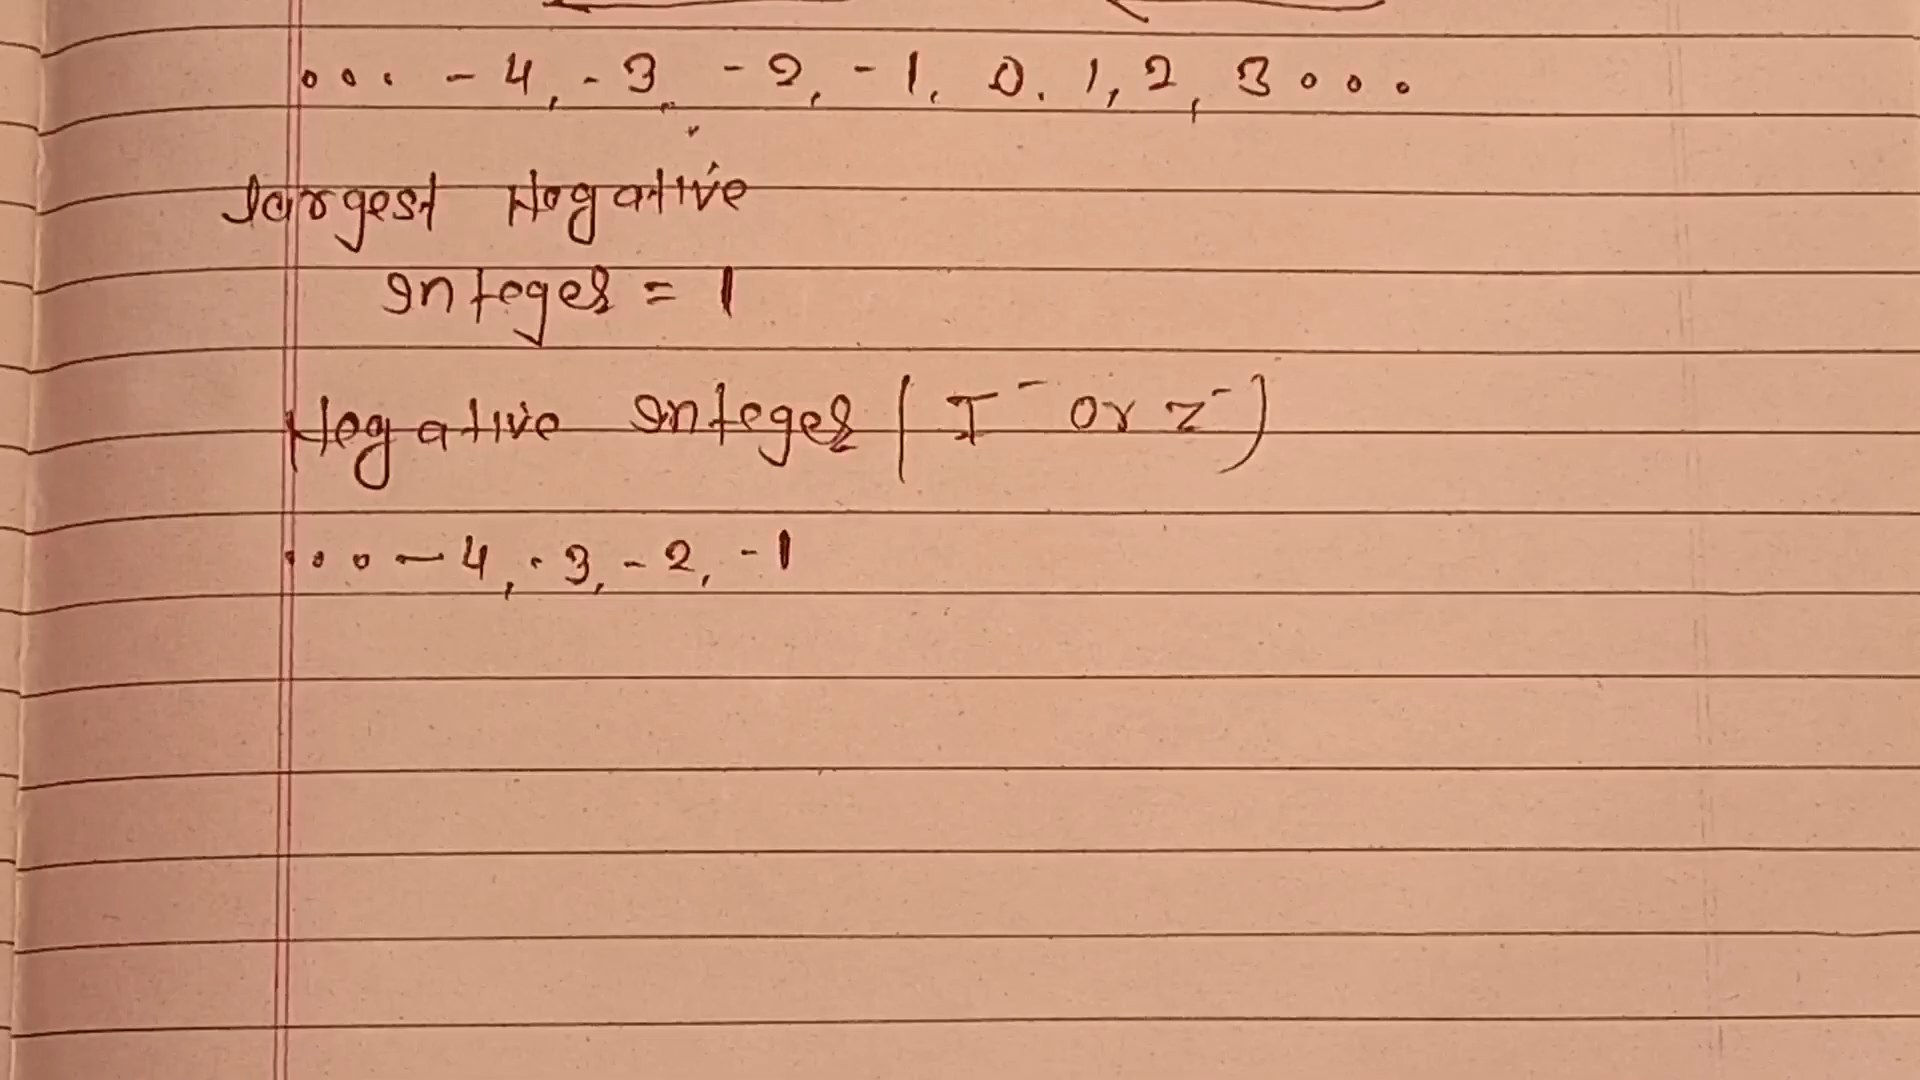 ... -4, -3, -2, -1, 0, 1, 2, 3 ...
largest Negative
Integer = 1
Negative Integer (I⁻ or Z⁻)
... -4, -3, -2, -1